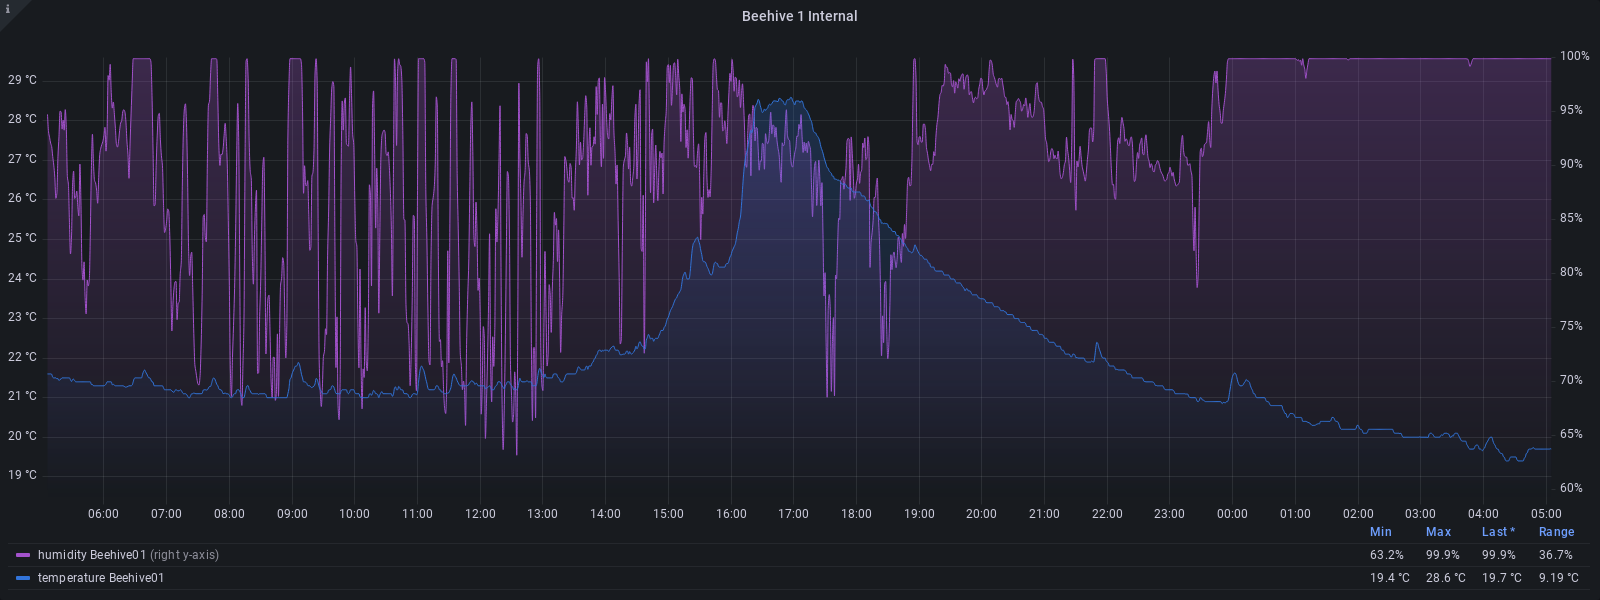 i
Beehive 1 Internal
100%
29 °C
95%
28 °C
27 °C
90%
26 °C
85%
25 °C
24 °C
80%
23 °C
75%
22 °C
70%
21 °C
20 °C
65%
19 °C
60%
06:00 07:00 08:00 09:00 10:00 11:00 12:00 13:00 14:00 15:00 16:00 17:00 18:00 19:00 20:00 21:00 22:00 23:00 00:00 01:00 02:00 03:00 04:00 05:00
Min Max Last * Range
humidity Beehive01 (right y-axis) 63.2% 99.9% 99.9% 36.7%
temperature Beehive01 19.4 °C 28.6 °C 19.7 °C 9.19 °C